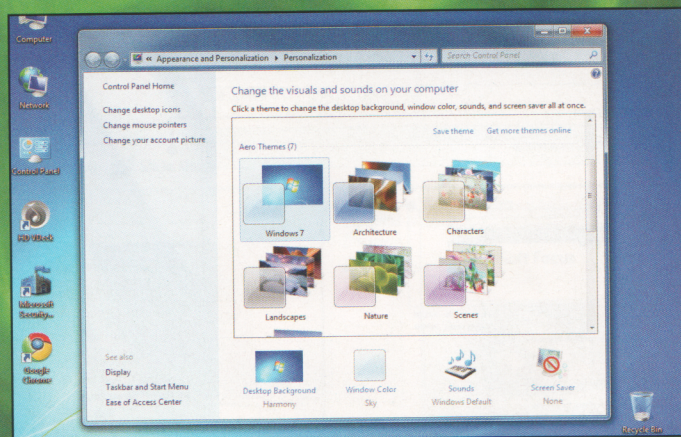 Computer
Network
Control Panel
HD VDeck
Microsoft
Security...
Google
Chrome
Recycle Bin
« Appearance and Personalization ▸ Personalization
Search Control Panel
Control Panel Home
Change desktop icons
Change mouse pointers
Change your account picture
See also
Display
Taskbar and Start Menu
Ease of Access Center
Change the visuals and sounds on your computer
Click a theme to change the desktop background, window color, sounds, and screen saver all at once.
Save theme Get more themes online
Aero Themes (7)
Windows 7 Architecture Characters
Landscapes Nature Scenes
Desktop Background Window Color Sounds Screen Saver
Harmony Sky Windows Default None